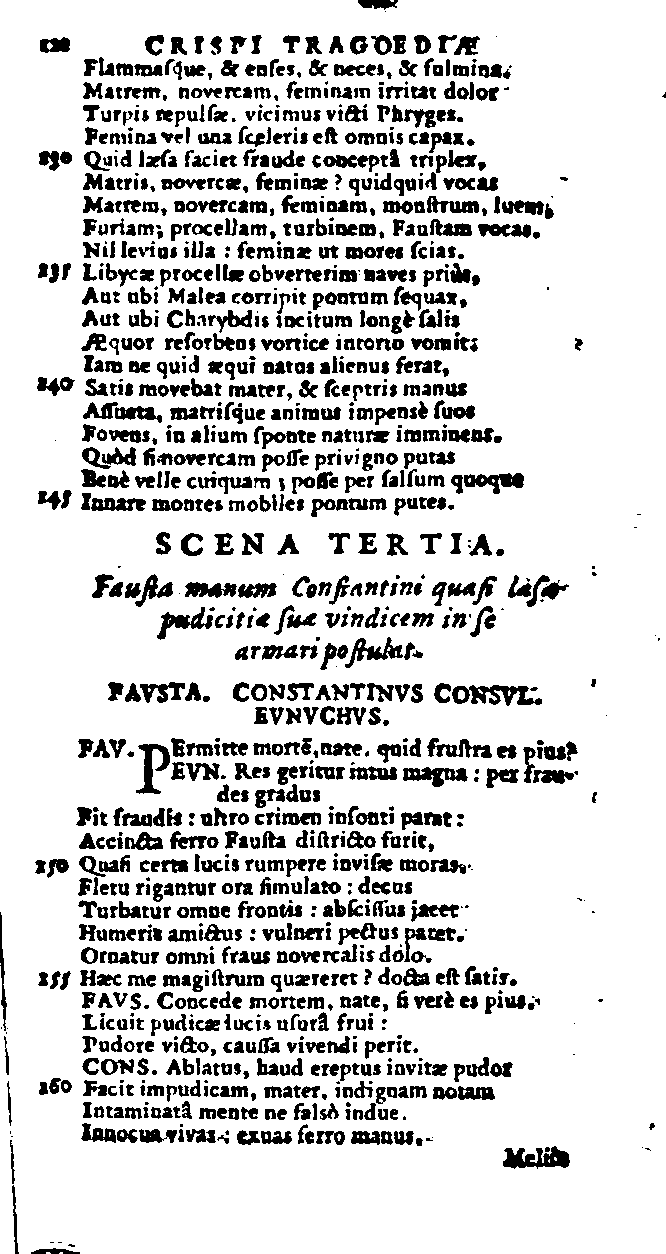 120 CRISPI TRAGOEDIÆ
Flammaſque, & enſes, & neces, & fulmina.
Matrem, novercam, feminam irritat dolor
Turpis repulſæ. vicimus victi Phryges.
Femina vel una ſceleris eſt omnis capax.
230 Quid læſa faciet fraude conceptâ triplex,
Matris, novercæ, feminæ ? quidquid vocas
Matrem, novercam, feminam, monſtrum, luem,
Furiam; procellam, turbinem, Fauſtam vocas.
Nil levius illa : feminæ ut mores ſcias.
235 Libycæ procellæ obverterim naves priùs,
Aut ubi Malea corripit pontum ſequax,
Aut ubi Charybdis incitum longè ſalis
Æquor reſorbens vortice intorto vomit;
Iam ne quid æqui natus alienus ferat,
240 Satis movebat mater, & ſceptris manus
Aſſueta, matriſque animus impensè ſuos
Fovens, in alium ſponte naturæ imminens.
Quòd ſi novercam poſſe privigno putas
Benè velle cuiquam ; poſſe per ſalſum quoque
245 Innare montes mobiles pontum putes.
SCENA TERTIA.
Fauſta manum Conſtantini quaſi læſæ
pudicitiæ ſuæ vindicem in ſe
armari poſtulat.
FAVSTA. CONSTANTINVS CONSVL.
EVNVCHVS.
FAV. PErmitte mortē, nate. quid fruſtra es pius?
EVN. Res geritur intus magna : per frau-
des gradus
Fit fraudis : ultro crimen inſonti parat :
Accincta ferro Fauſta diſtricto furit,
250 Quaſi certa lucis rumpere inviſæ moras.
Fletu rigantur ora ſimulato : decus
Turbatur omne frontis : abſciſſus jacet
Humeris amictus : vulneri pectus patet.
Ornatur omni fraus novercalis dolo.
255 Hæc me magiſtrum quæreret ? docta eſt ſatis.
FAVS. Concede mortem, nate, ſi verè es pius.
Licuit pudicæ lucis uſurâ frui :
Pudore victo, cauſſa vivendi perit.
CONS. Ablatus, haud ereptus invitæ pudor
260 Facit impudicam, mater, indignam notam
Intaminatâ mente ne falsò indue.
Innocua vivas : exuas ferro manus.